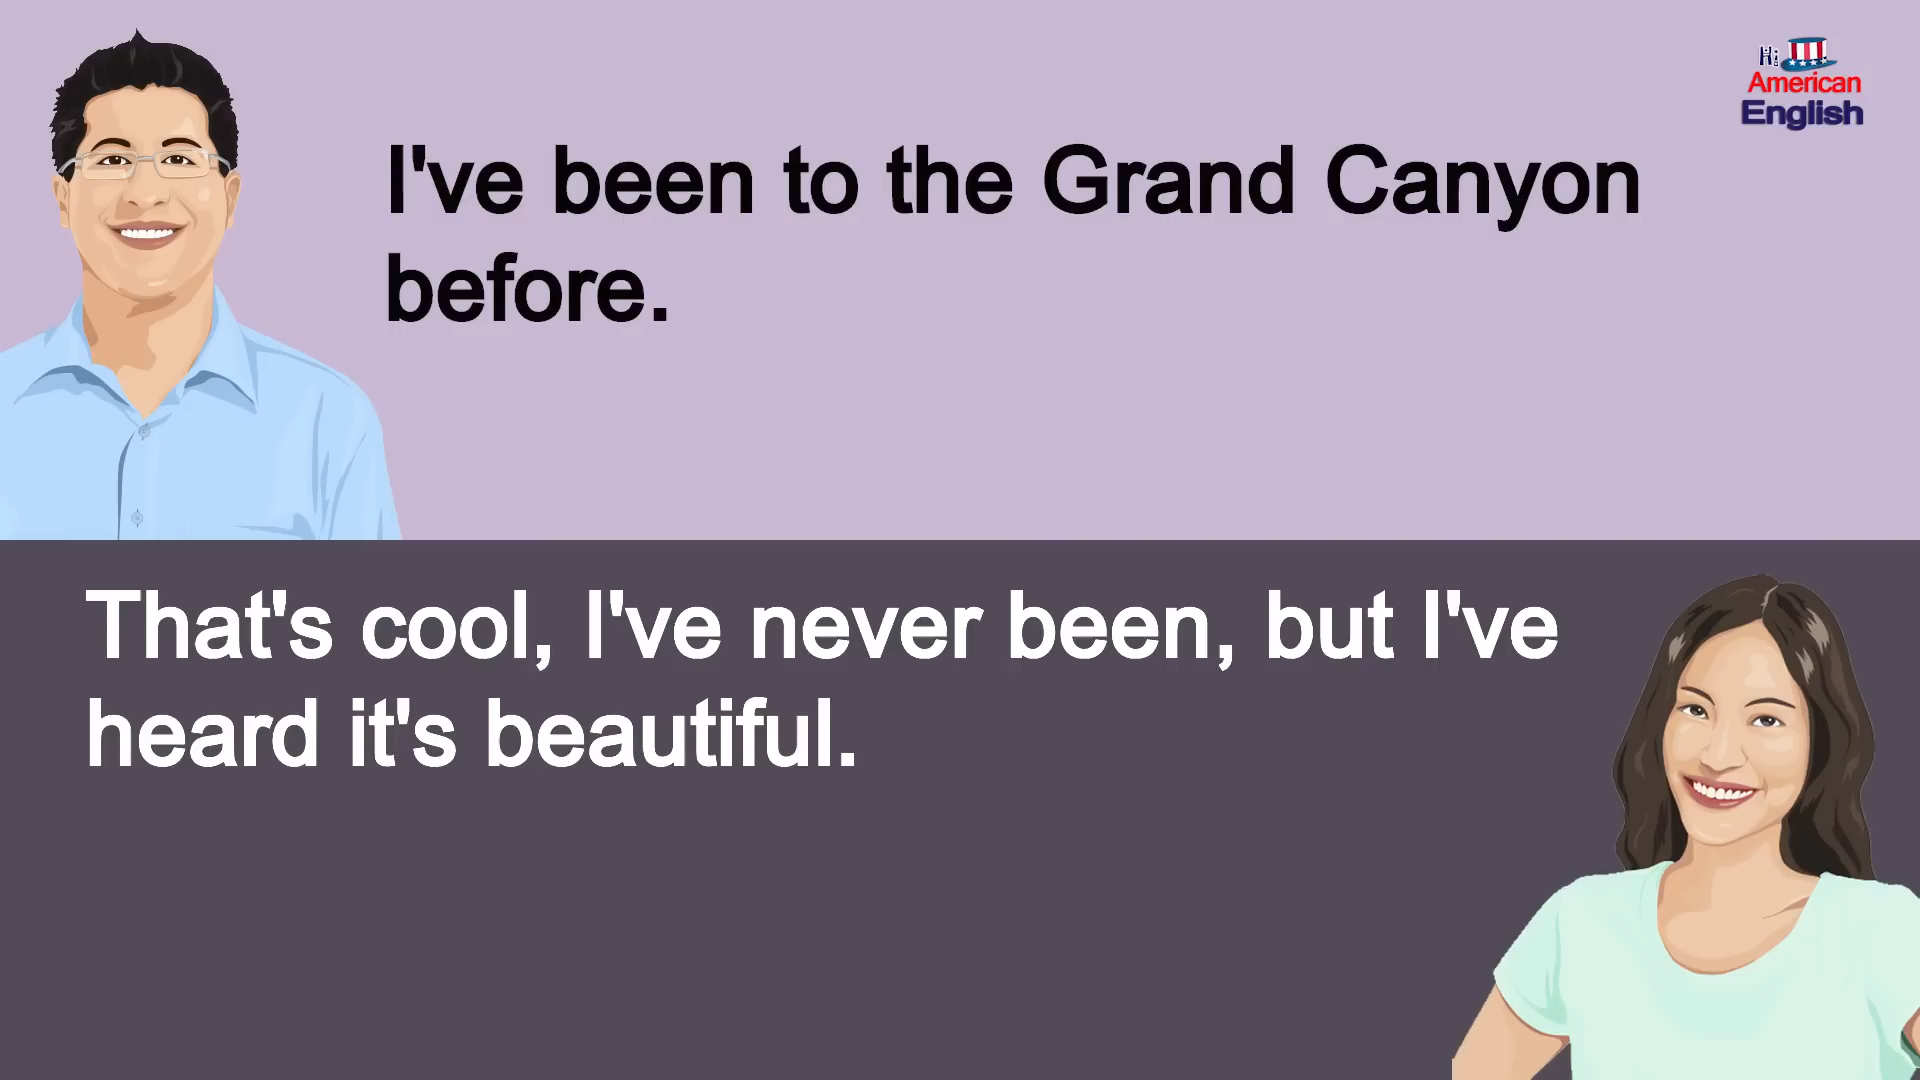 Hi
American
English
I've been to the Grand Canyon
before.
That's cool, I've never been, but I've
heard it's beautiful.